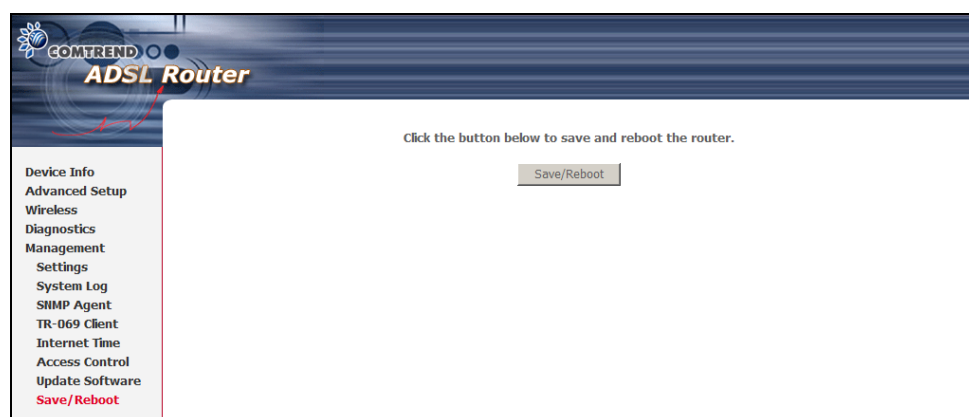 COMTREND
ADSL Router
Click the button below to save and reboot the router.
Save/Reboot
Device Info
Advanced Setup
Wireless
Diagnostics
Management
Settings
System Log
SNMP Agent
TR-069 Client
Internet Time
Access Control
Update Software
Save/Reboot